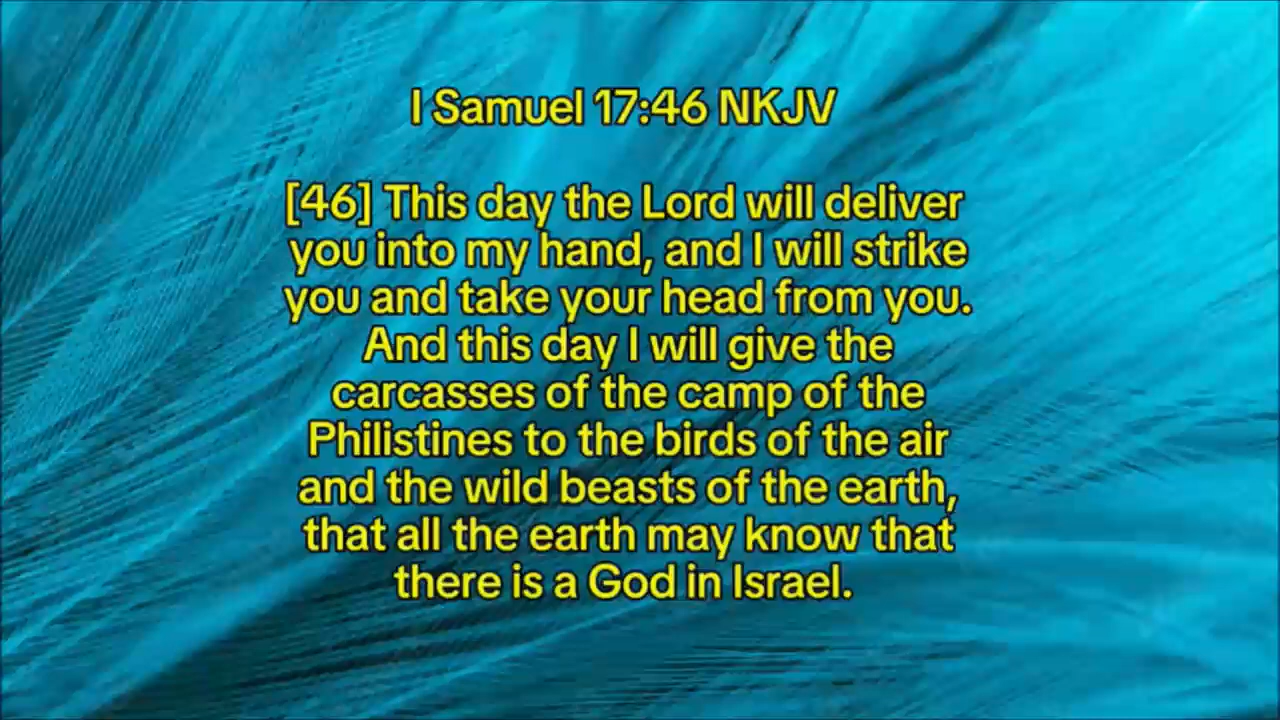 I Samuel 17:46 NKJV
[46] This day the Lord will deliver
you into my hand, and I will strike
you and take your head from you.
And this day I will give the
carcasses of the camp of the
Philistines to the birds of the air
and the wild beasts of the earth,
that all the earth may know that
there is a God in Israel.